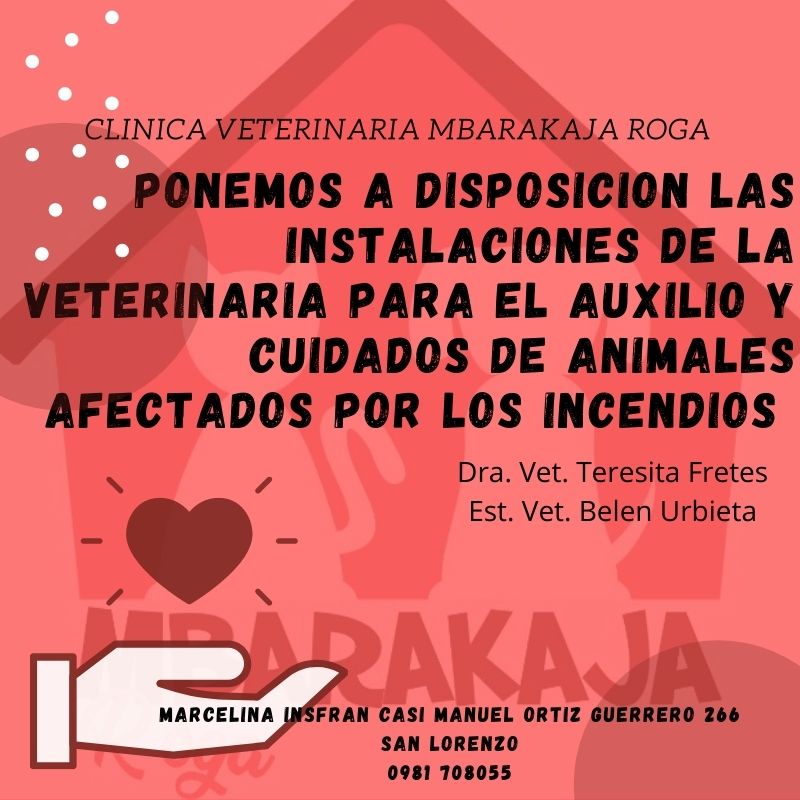 CLINICA VETERINARIA MBARAKAJA ROGA
PONEMOS A DISPOSICION LAS
INSTALACIONES DE LA
VETERINARIA PARA EL AUXILIO Y
CUIDADOS DE ANIMALES
AFECTADOS POR LOS INCENDIOS
Dra. Vet. Teresita Fretes
Est. Vet. Belen Urbieta
MBARAKAJA
Roga
MARCELINA INSFRAN CASI MANUEL ORTIZ GUERRERO 266
SAN LORENZO
0981 708055